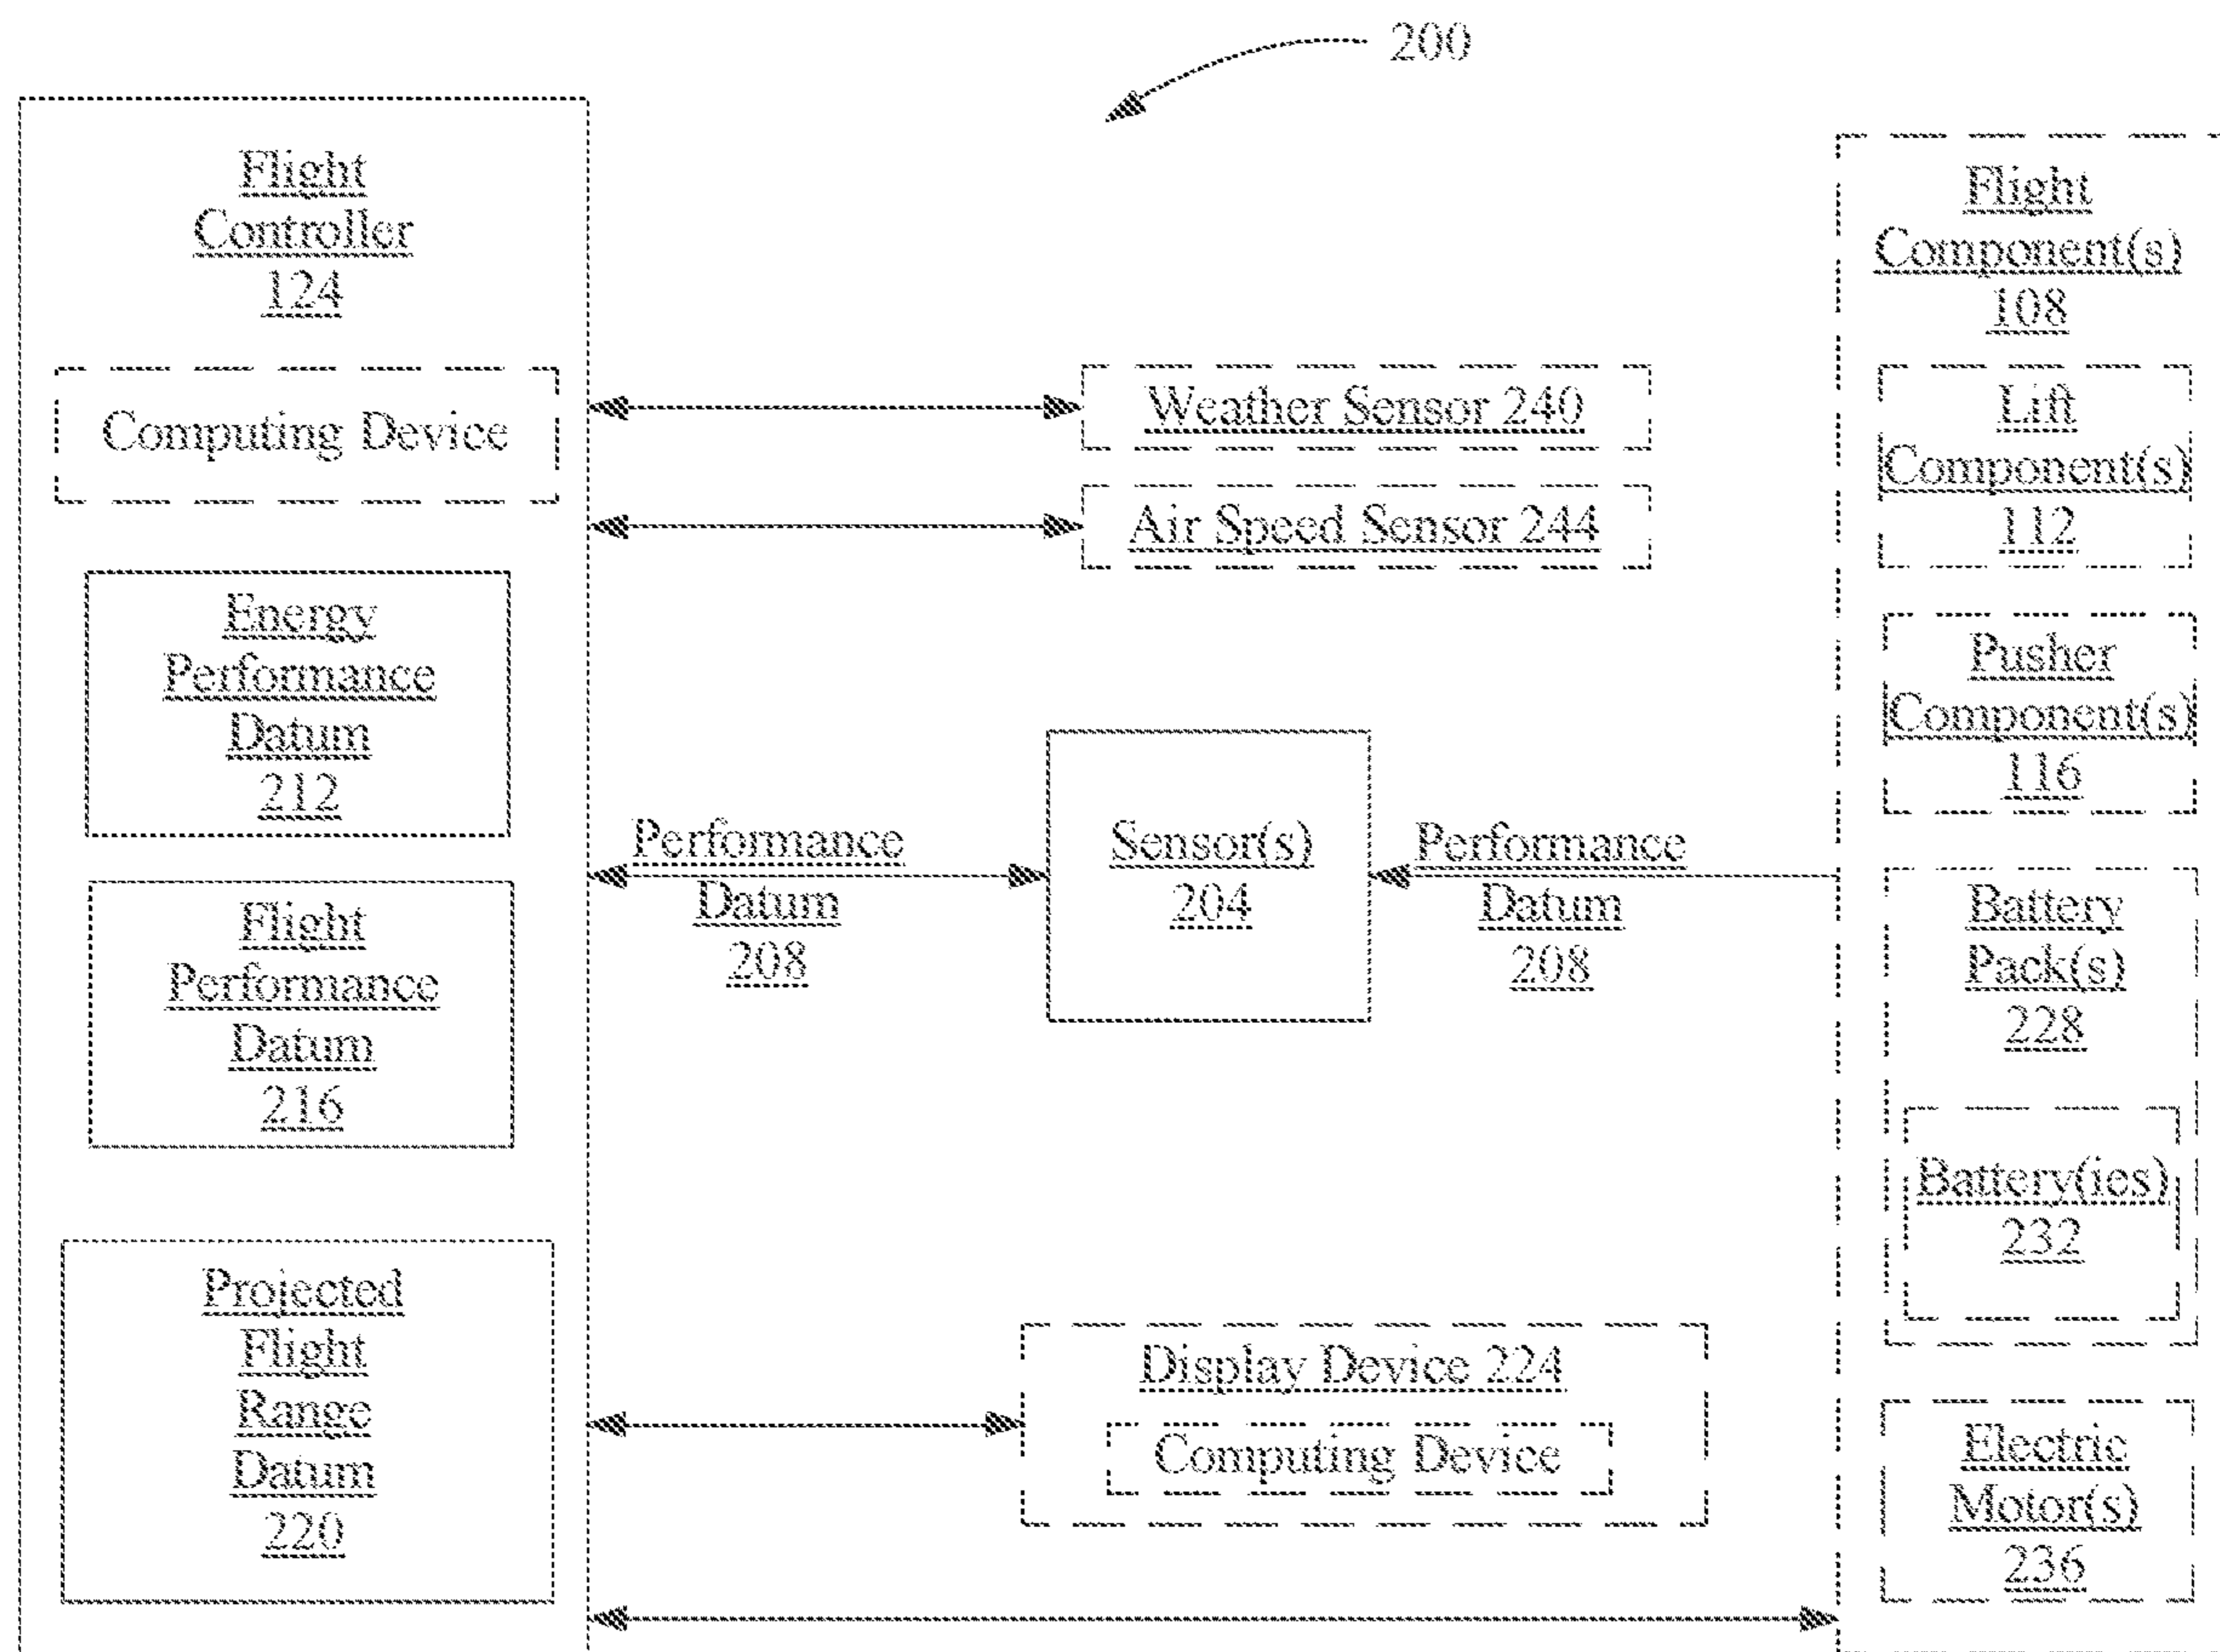 200
Flight
Controller
124
Computing Device
Energy
Performance
Datum
212
Flight
Performance
Datum
216
Projected
Flight
Range
Datum
220
Weather Sensor 240
Air Speed Sensor 244
Performance
Datum
208
Sensor(s)
204
Performance
Datum
208
Display Device 224
Computing Device
Flight
Component(s)
108
Lift
Component(s)
112
Pusher
Component(s)
116
Battery
Pack(s)
228
Battery(ies)
232
Electric
Motor(s)
236